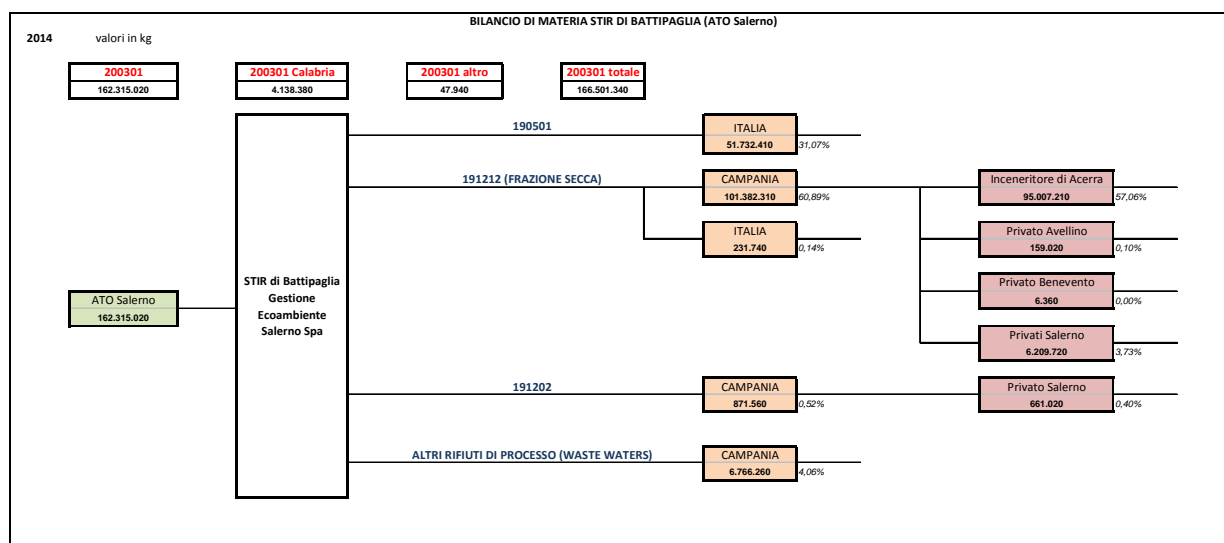 BILANCIO DI MATERIA STIR DI BATTIPAGLIA (ATO Salerno)
2014 valori in kg
200301 200301 Calabria 200301 altro 200301 totale
162.315.020 4.138.380 47.940 166.501.340
190501 ITALIA
51.732.410 31,07%
191212 (FRAZIONE SECCA) CAMPANIA Inceneritore di Acerra
101.382.310 60,89% 95.007.210 57,06%
ITALIA Privato Avellino
231.740 0,14% 159.020 0,10%
STIR di Battipaglia
Gestione
Ecoambiente
Salerno Spa
Privato Benevento
6.360 0,00%
ATO Salerno
162.315.020
Privati Salerno
6.209.720 3,73%
191202 CAMPANIA Privato Salerno
871.560 0,52% 661.020 0,40%
ALTRI RIFIUTI DI PROCESSO (WASTE WATERS) CAMPANIA
6.766.260 4,06%